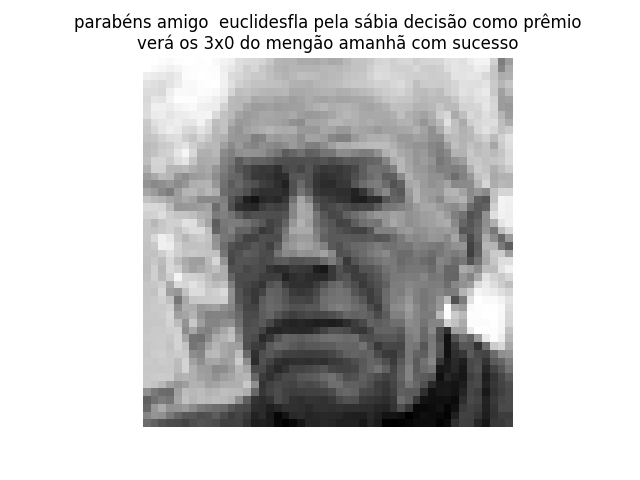 parabéns amigo  euclidesfla pela sábia decisão como prêmio
verá os 3x0 do mengão amanhã com sucesso